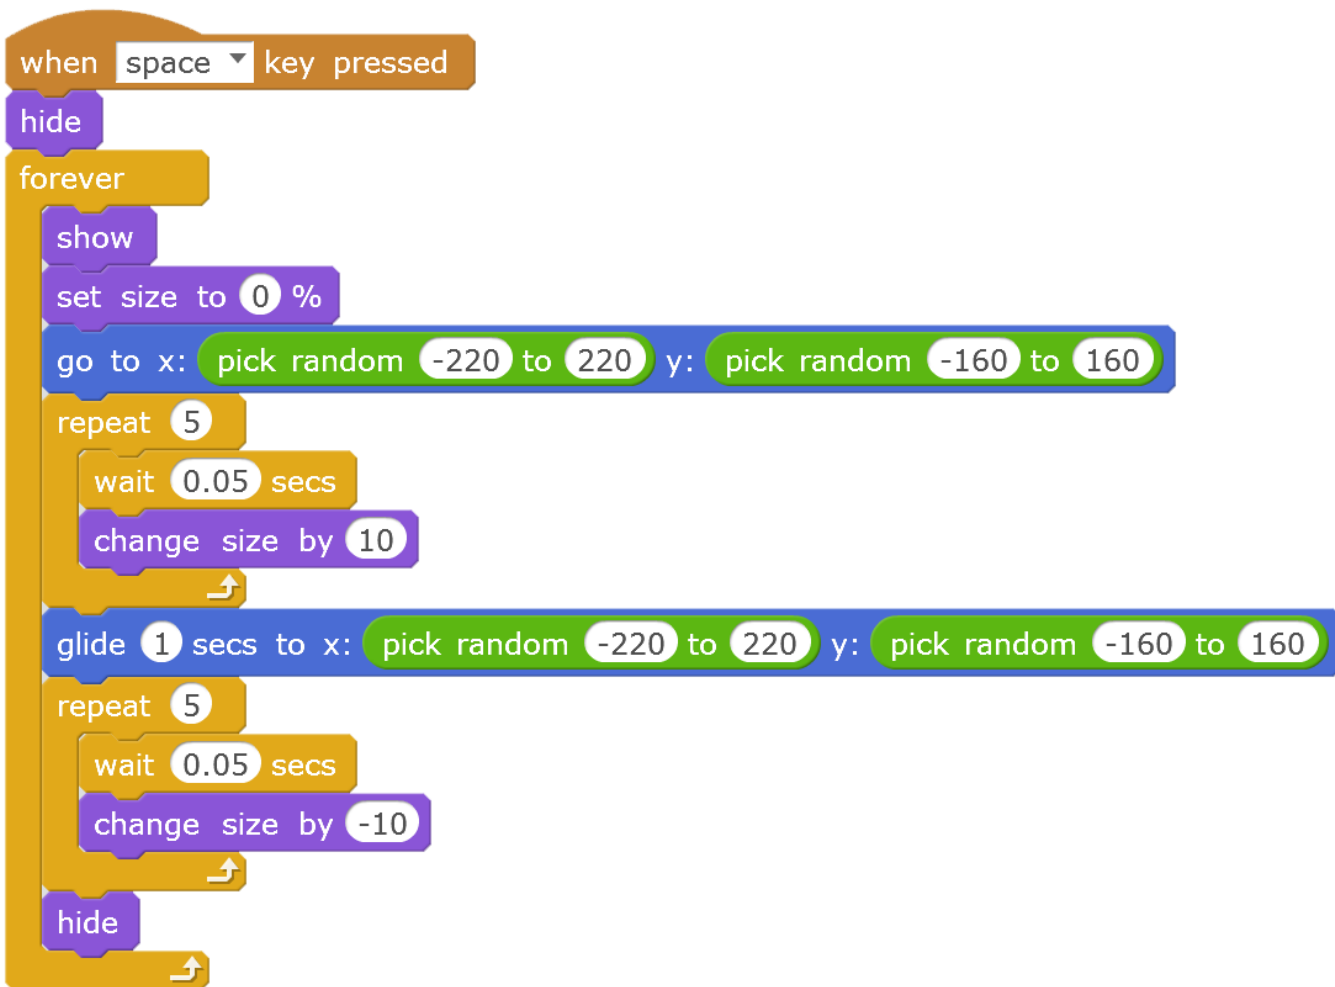 when space key pressed
hide
forever
show
set size to 0 %
go to x: pick random -220 to 220 y: pick random -160 to 160
repeat 5
wait 0.05 secs
change size by 10
glide 1 secs to x: pick random -220 to 220 y: pick random -160 to 160
repeat 5
wait 0.05 secs
change size by -10
hide